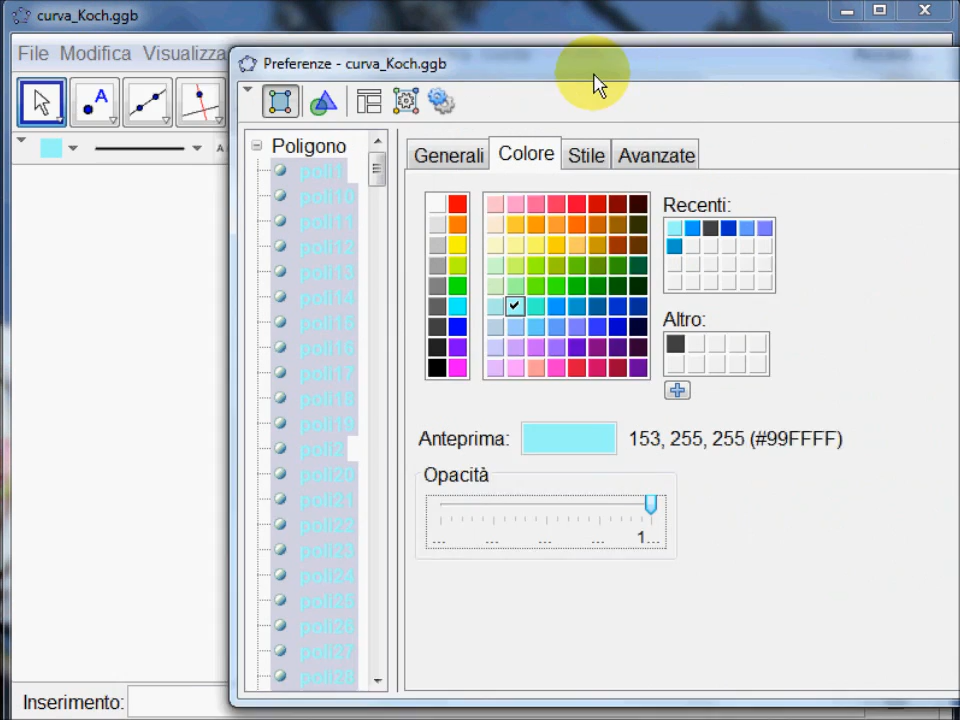 curva_Koch.ggb
File Modifica Visualizza
Preferenze - curva_Koch.ggb
A
Poligono
poli1
poli10
poli11
poli12
poli13
poli14
poli15
poli16
poli17
poli18
poli19
poli2
poli20
poli21
poli22
poli23
poli24
poli25
poli26
poli27
poli28
Generali Colore Stile Avanzate
Recenti:
Altro:
Anteprima: 153, 255, 255 (#99FFFF)
Opacità
... ... ... ... 1...
Inserimento: